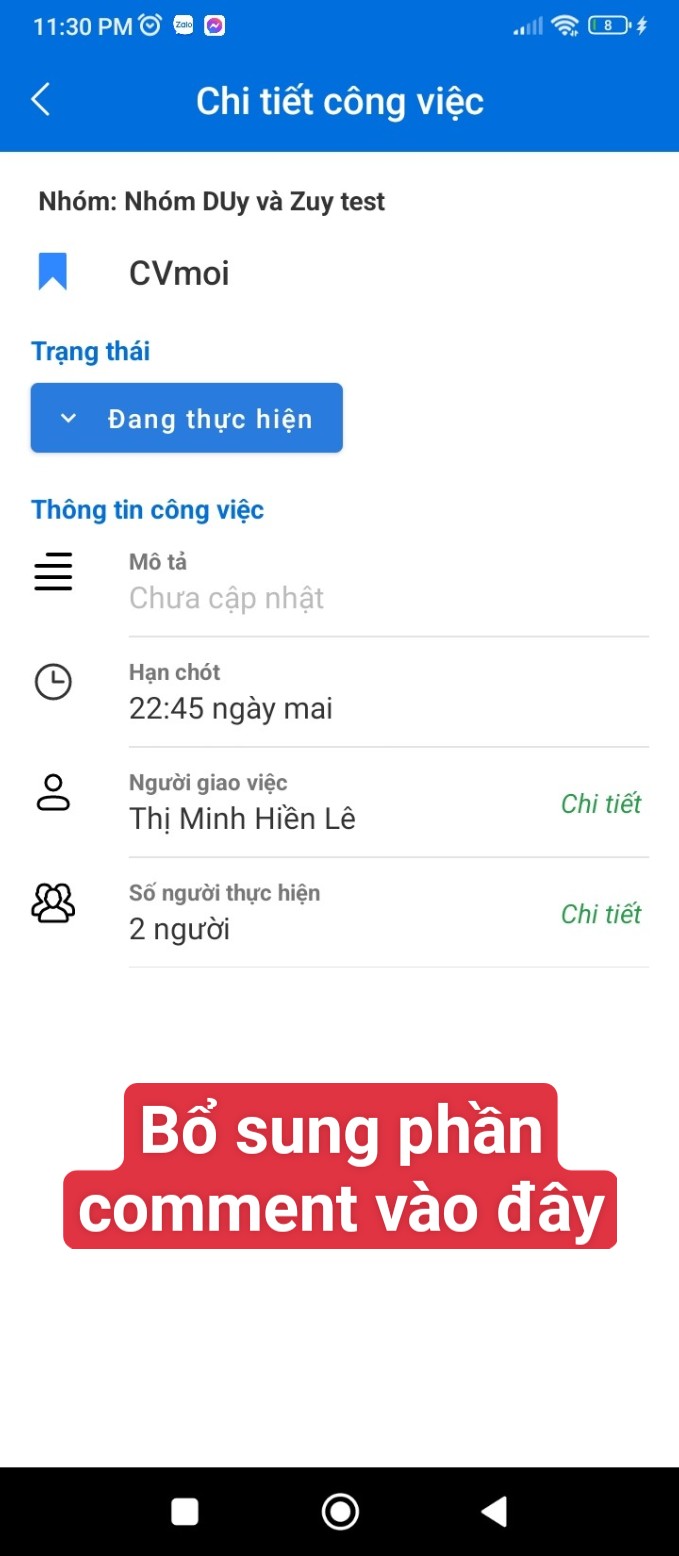 11:30 PM Zalo 8
Chi tiết công việc
Nhóm: Nhóm DUy và Zuy test
CVmoi
Trạng thái
Đang thực hiện
Thông tin công việc
Mô tả
Chưa cập nhật
Hạn chót
22:45 ngày mai
Người giao việc
Thị Minh Hiền Lê
Chi tiết
Số người thực hiện
2 người
Chi tiết
Bổ sung phần
comment vào đây